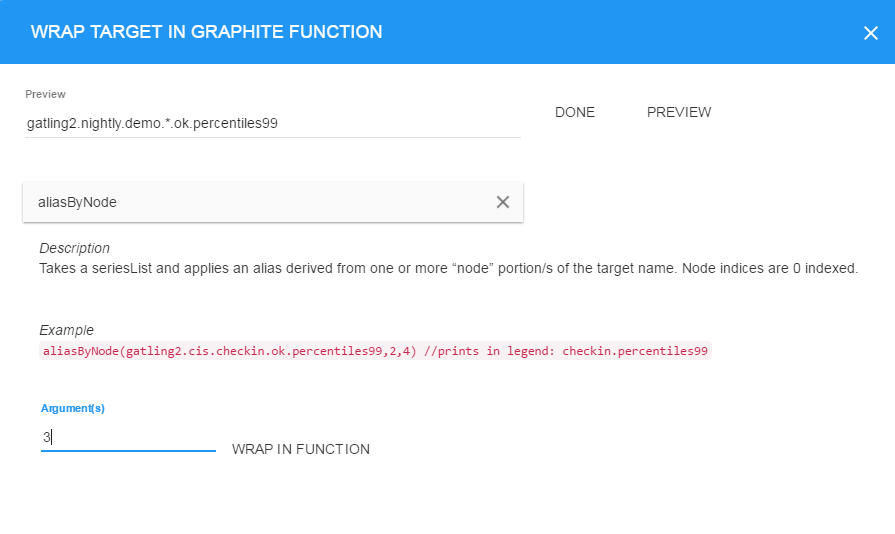 WRAP TARGET IN GRAPHITE FUNCTION
Preview
gatling2.nightly.demo.*.ok.percentiles99
DONE
PREVIEW
aliasByNode
Description
Takes a seriesList and applies an alias derived from one or more “node” portion/s of the target name. Node indices are 0 indexed.
Example
aliasByNode(gatling2.cis.checkin.ok.percentiles99,2,4) //prints in legend: checkin.percentiles99
Argument(s)
3
WRAP IN FUNCTION